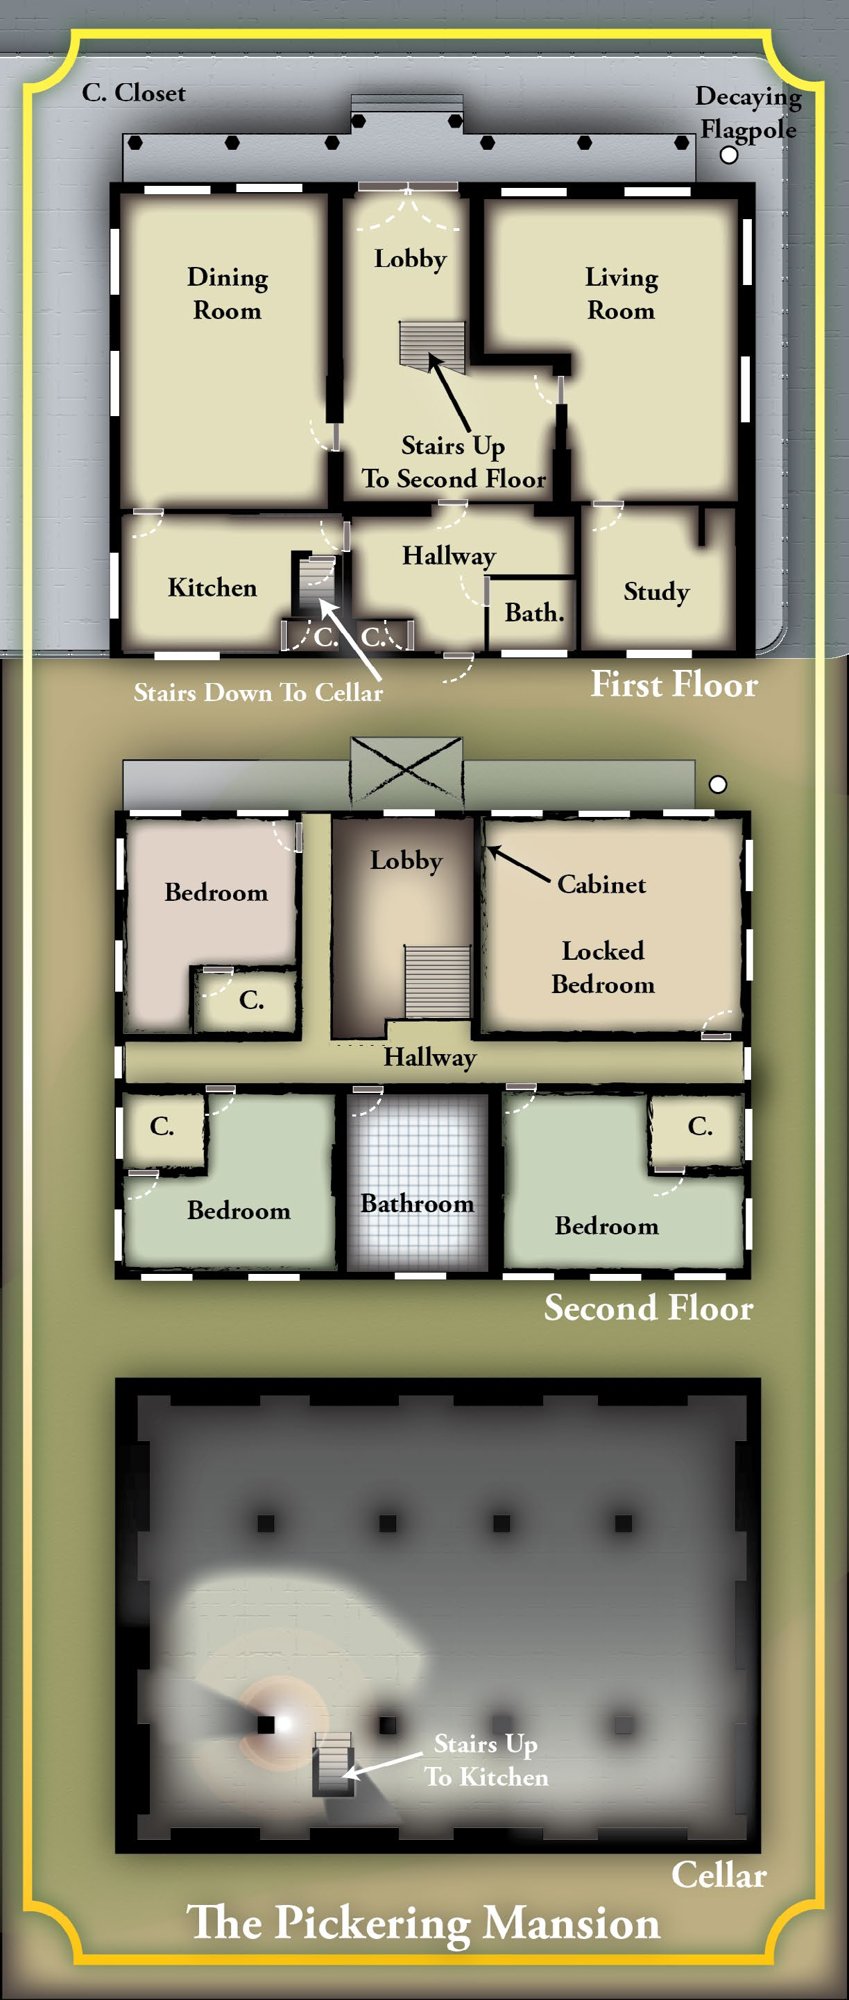 C. Closet
Decaying
Flagpole
Lobby
Dining
Room
Living
Room
Stairs Up
To Second Floor
Hallway
Kitchen
Study
Bath.
C.
C.
Stairs Down To Cellar
First Floor
Lobby
Bedroom
Cabinet
Locked
Bedroom
C.
Hallway
C.
C.
Bedroom
Bathroom
Bedroom
Second Floor
Stairs Up
To Kitchen
Cellar
The Pickering Mansion